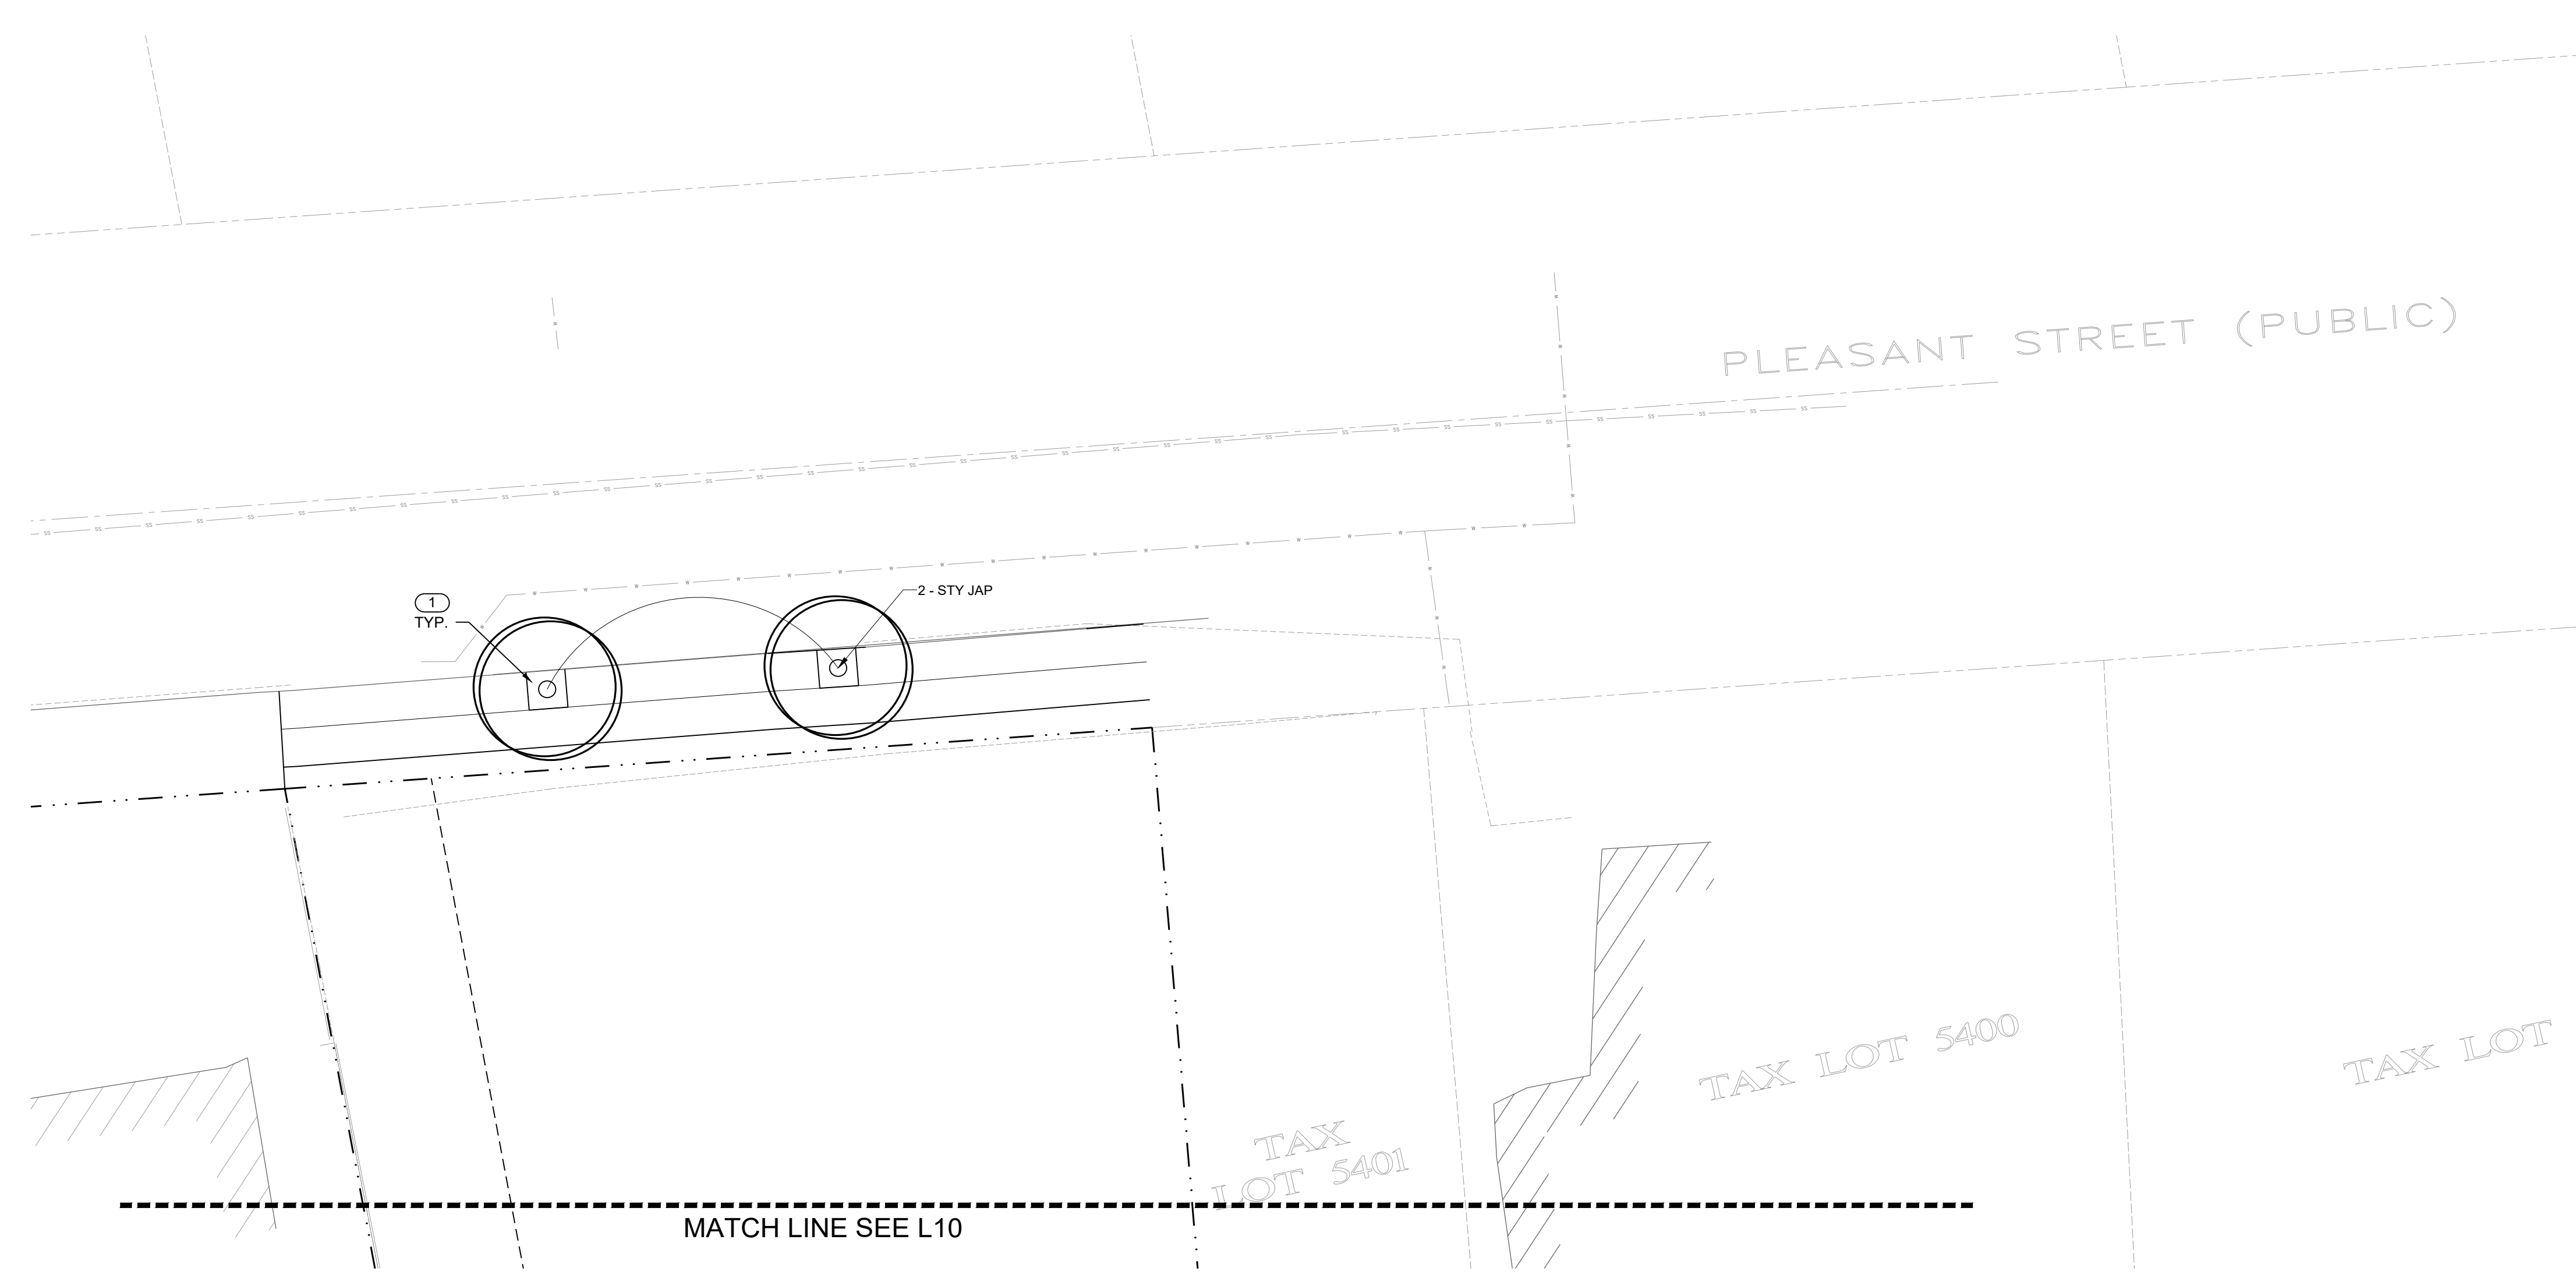 PLEASANT STREET (PUBLIC)
2 - STY JAP
1
TYP.
TAX LOT 5400
TAX LOT
TAX
LOT 5401
MATCH LINE SEE L10